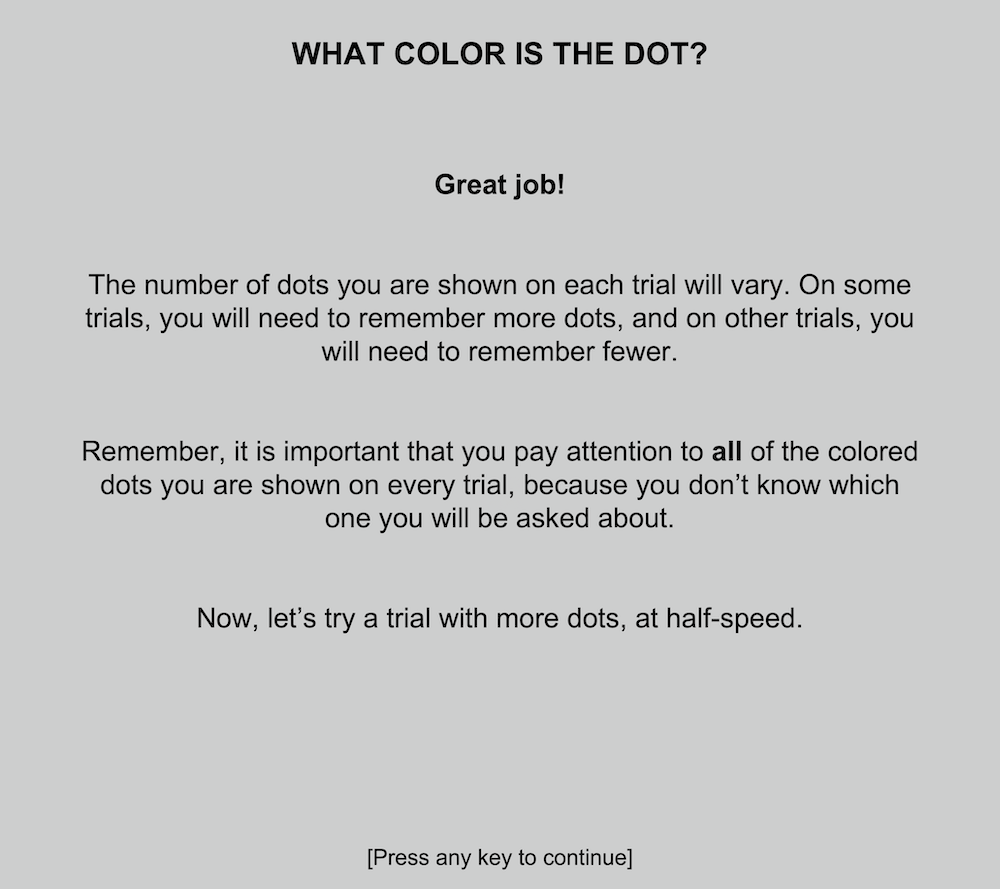 WHAT COLOR IS THE DOT?
Great job!
The number of dots you are shown on each trial will vary. On some
trials, you will need to remember more dots, and on other trials, you
will need to remember fewer.
Remember, it is important that you pay attention to all of the colored
dots you are shown on every trial, because you don’t know which
one you will be asked about.
Now, let’s try a trial with more dots, at half-speed.
[Press any key to continue]